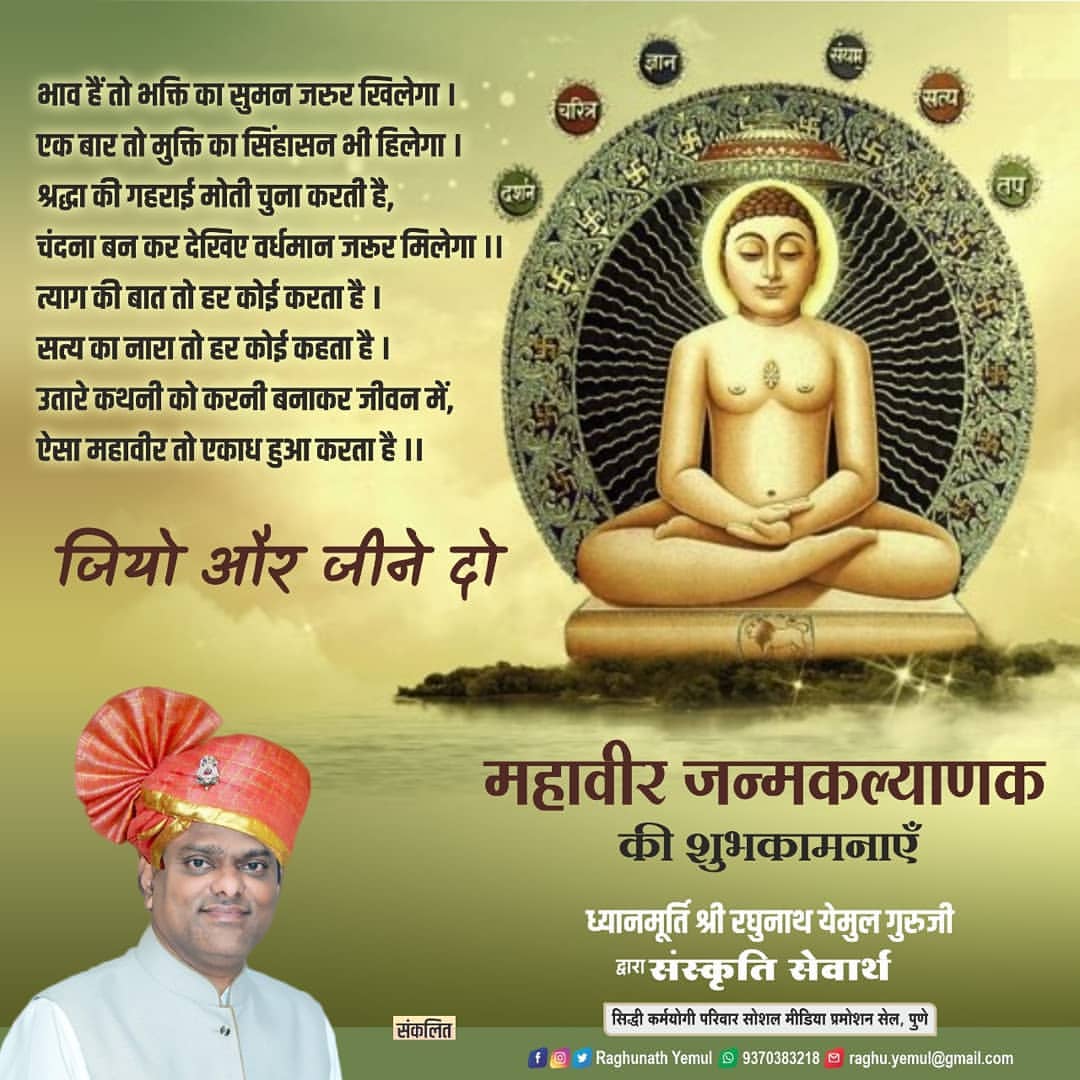 भाव हैं तो भक्ति का सुमन जरुर खिलेगा ।
एक बार तो मुक्ति का सिंहासन भी हिलेगा ।
श्रद्धा की गहराई मोती चुना करती है,
चंदना बन कर देखिए वर्धमान जरूर मिलेगा ।।
त्याग की बात तो हर कोई करता है ।
सत्य का नारा तो हर कोई कहता है ।
उतारे कथनी को करनी बनाकर जीवन में,
ऐसा महावीर तो एकाध हुआ करता है ।।
जियो और जीने दो
दर्शन
चरित्र
ज्ञान
संयम
सत्य
तप
महावीर जन्मकल्याणक
की शुभकामनाएँ
ध्यानमूर्ति श्री रघुनाथ येमुल गुरुजी
द्वारा संस्कृति सेवार्थ
सिद्धी कर्मयोगी परिवार सोशल मीडिया प्रमोशन सेल, पुणे
संकलित
Raghunath Yemul 9370383218 raghu.yemul@gmail.com